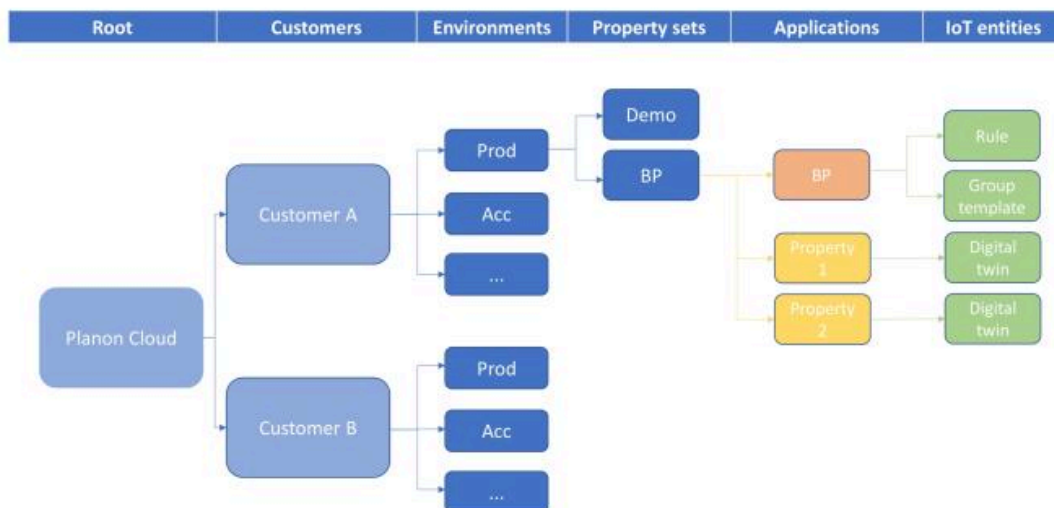 Root Customers Environments Property sets Applications IoT entities
Demo
Prod
Rule
BP
BP
Customer A
Acc
Group
template
...
Property
1
Digital
twin
Planon Cloud
Property
2
Digital
twin
Prod
Customer B
Acc
...